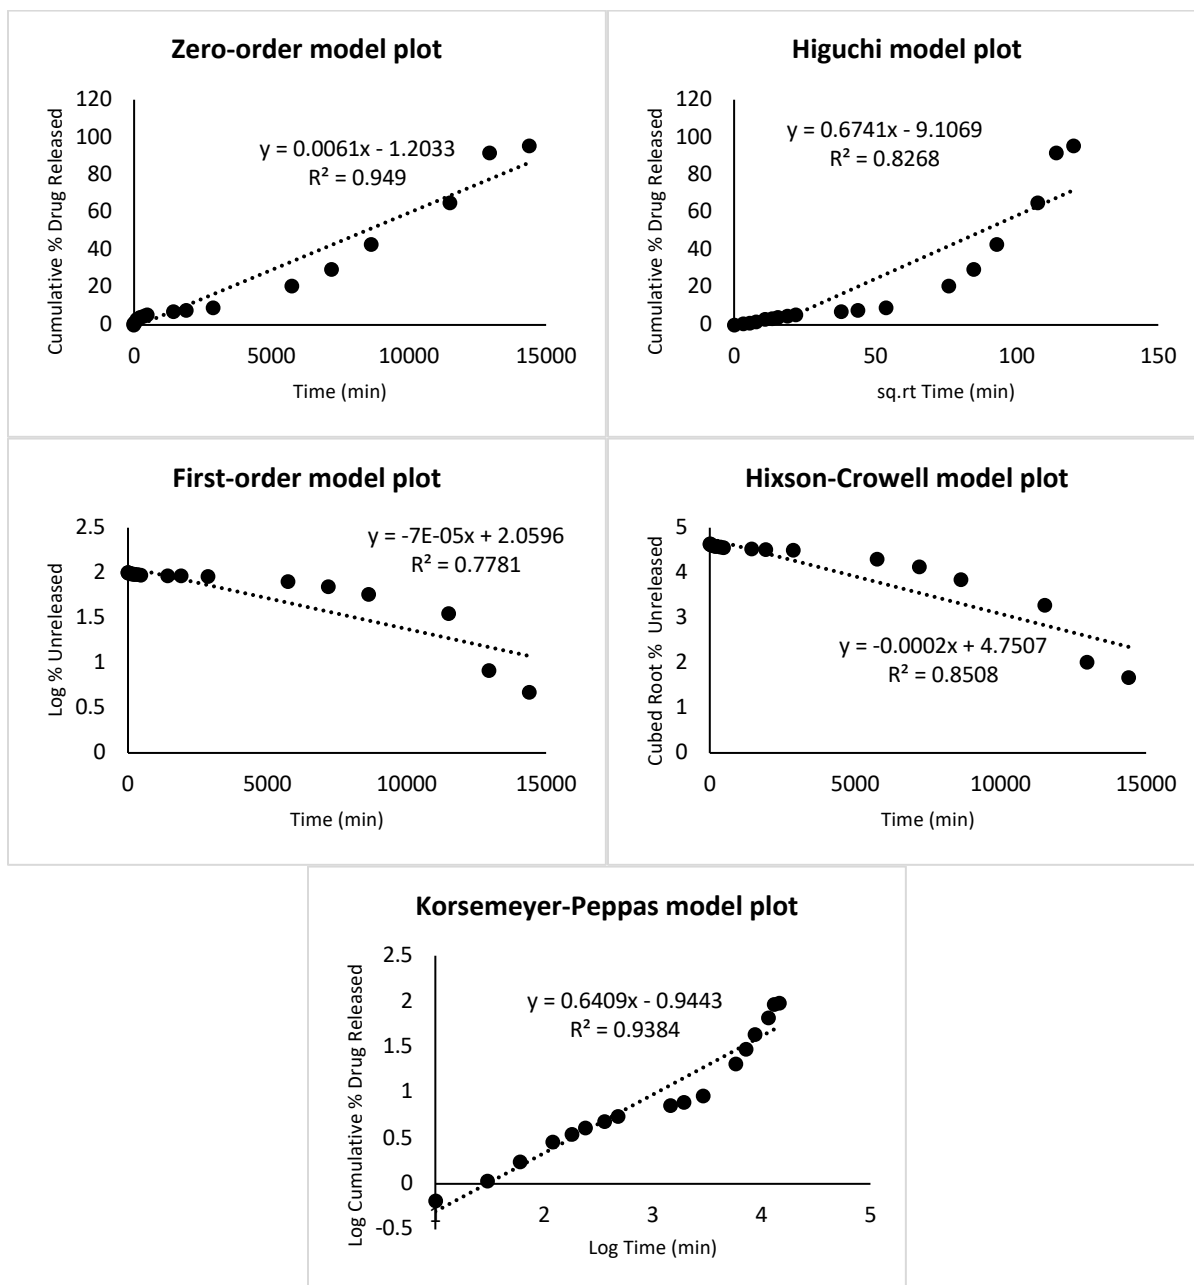 Zero-order model plot
Cumulative % Drug Released
120
100
80
60
40
20
0
y = 0.0061x - 1.2033
R² = 0.949
0 5000 10000 15000
Time (min)
Higuchi model plot
Cumulative % Drug Released
120
100
80
60
40
20
0
y = 0.6741x - 9.1069
R² = 0.8268
0 50 100 150
sq.rt Time (min)
First-order model plot
Log % Unreleased
2.5
2
1.5
1
0.5
0
y = -7E-05x + 2.0596
R² = 0.7781
0 5000 10000 15000
Time (min)
Hixson-Crowell model plot
Cubed Root % Unreleased
5
4
3
2
1
0
y = -0.0002x + 4.7507
R² = 0.8508
0 5000 10000 15000
Time (min)
Korsemeyer-Peppas model plot
Log Cumulative % Drug Released
2.5
2
1.5
1
0.5
0
-0.5
y = 0.6409x - 0.9443
R² = 0.9384
1 2 3 4 5
Log Time (min)